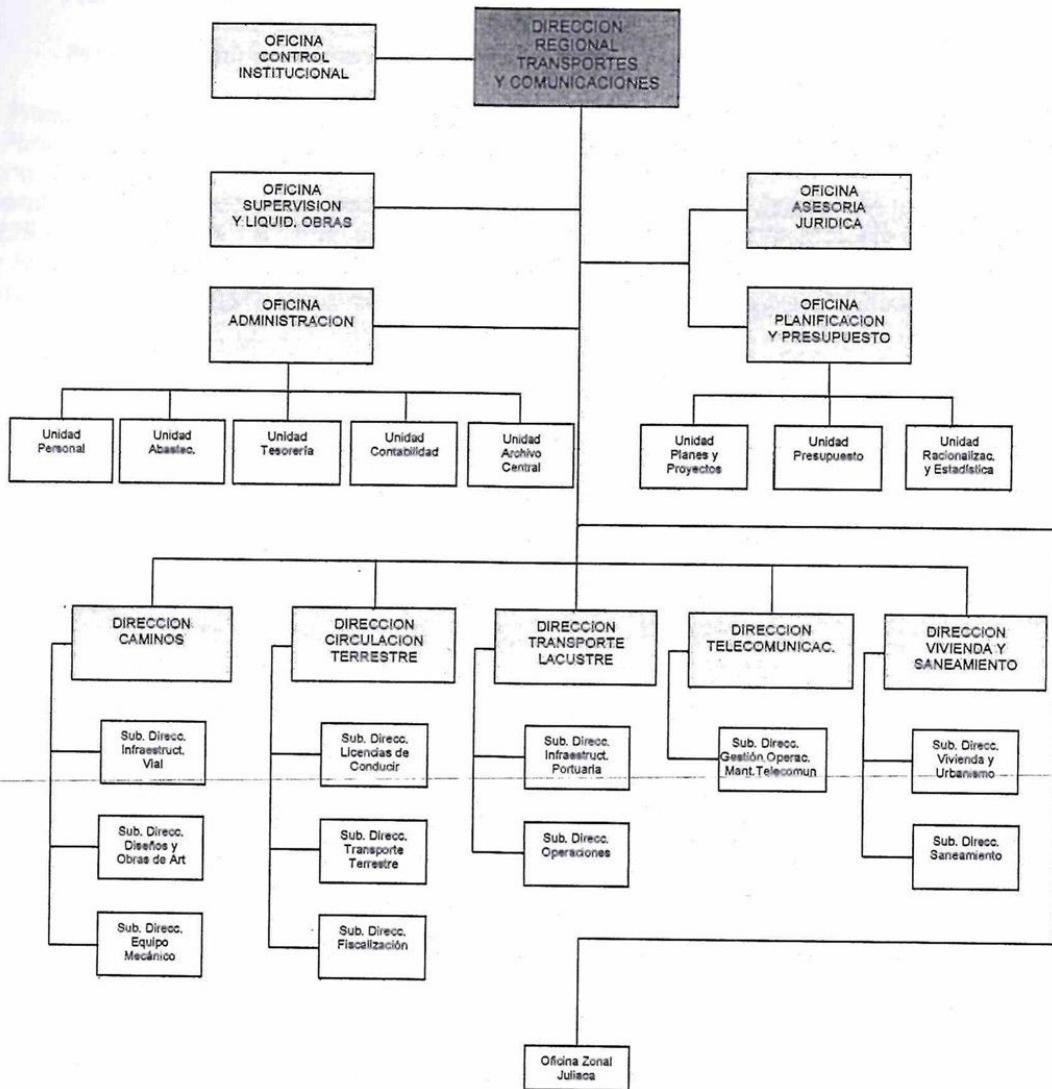 DIRECCION
REGIONAL
TRANSPORTES
Y COMUNICACIONES
OFICINA
CONTROL
INSTITUCIONAL
OFICINA
SUPERVISION
Y LIQUID. OBRAS
OFICINA
ASESORIA
JURIDICA
OFICINA
ADMINISTRACION
OFICINA
PLANIFICACION
Y PRESUPUESTO
Unidad
Personal
Unidad
Abastec.
Unidad
Tesorería
Unidad
Contabilidad
Unidad
Archivo
Central
Unidad
Planes y
Proyectos
Unidad
Presupuesto
Unidad
Racionalizac.
y Estadística
DIRECCION
CAMINOS
DIRECCION
CIRCULACION
TERRESTRE
DIRECCION
TRANSPORTE
LACUSTRE
DIRECCION
TELECOMUNICAC.
DIRECCION
VIVIENDA Y
SANEAMIENTO
Sub. Direcc.
Infraestruct.
Vial
Sub. Direcc.
Licencias de
Conducir
Sub. Direcc.
Infraestruct.
Portuaria
Sub. Direcc.
Gestión,Operac.
Mant.Telecomun
Sub. Direcc.
Vivienda y
Urbanismo
Sub. Direcc.
Diseños y
Obras de Art
Sub. Direcc.
Transporte
Terrestre
Sub. Direcc.
Operaciones
Sub. Direcc.
Saneamiento
Sub. Direcc.
Equipo
Mecánico
Sub. Direcc.
Fiscalización
Oficina Zonal
Juliaca